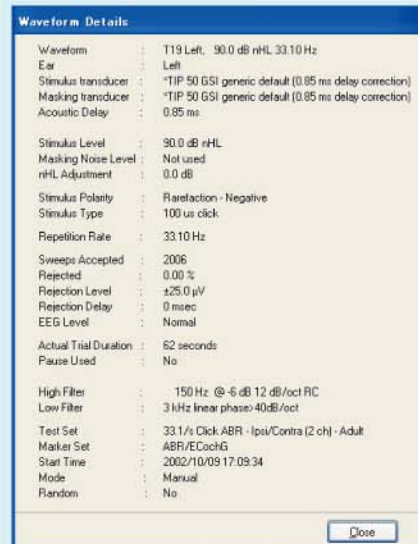 Waveform Details
Waveform : T19 Left, 90.0 dB nHL 33.10 Hz
Ear : Left
Stimulus transducer : *TIP 50 GSI generic default (0.85 ms delay correction)
Masking transducer : *TIP 50 GSI generic default (0.85 ms delay correction)
Acoustic Delay : 0.85 ms
Stimulus Level : 90.0 dB nHL
Masking Noise Level : Not used
nHL Adjustment : 0.0 dB
Stimulus Polarity : Rarefaction - Negative
Stimulus Type : 100 us click
Repetition Rate : 33.10 Hz
Sweeps Accepted : 2006
Rejected : 0.00 %
Rejection Level : ±25.0 µV
Rejection Delay : 0 msec
EEG Level : Normal
Actual Trial Duration : 62 seconds
Pause Used : No
High Filter : 150 Hz @ -6 dB 12 dB/oct RC
Low Filter : 3 kHz linear phase>40dB/oct
Test Set : 33.1/s Click ABR - Ipsi/Contra (2 ch) - Adult
Marker Set : ABR/ECochG
Start Time : 2002/10/09 17:09:34
Mode : Manual
Random : No
Close